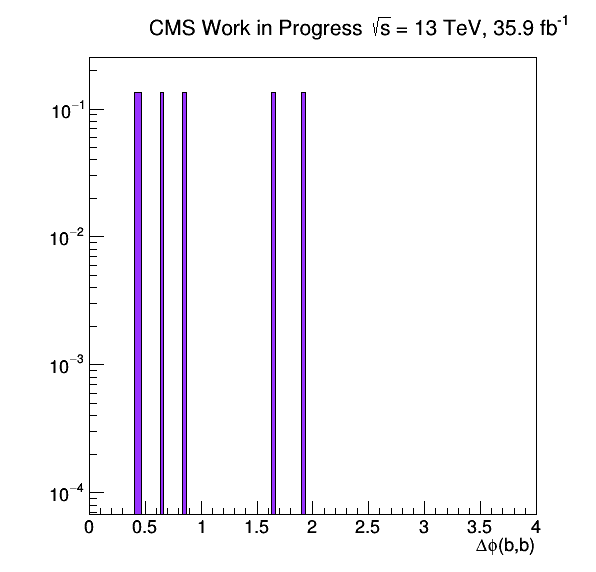 CMS Work in Progress √s = 13 TeV, 35.9 fb⁻¹
10⁻¹
10⁻²
10⁻³
10⁻⁴
0 0.5 1 1.5 2 2.5 3 3.5 4
Δϕ(b,b)